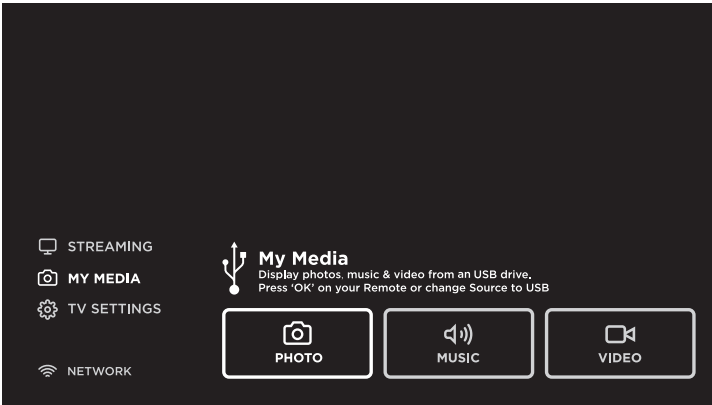 STREAMING
MY MEDIA
TV SETTINGS
NETWORK
My Media
Display photos, music & video from an USB drive.
Press ‘OK’ on your Remote or change Source to USB
PHOTO
MUSIC
VIDEO